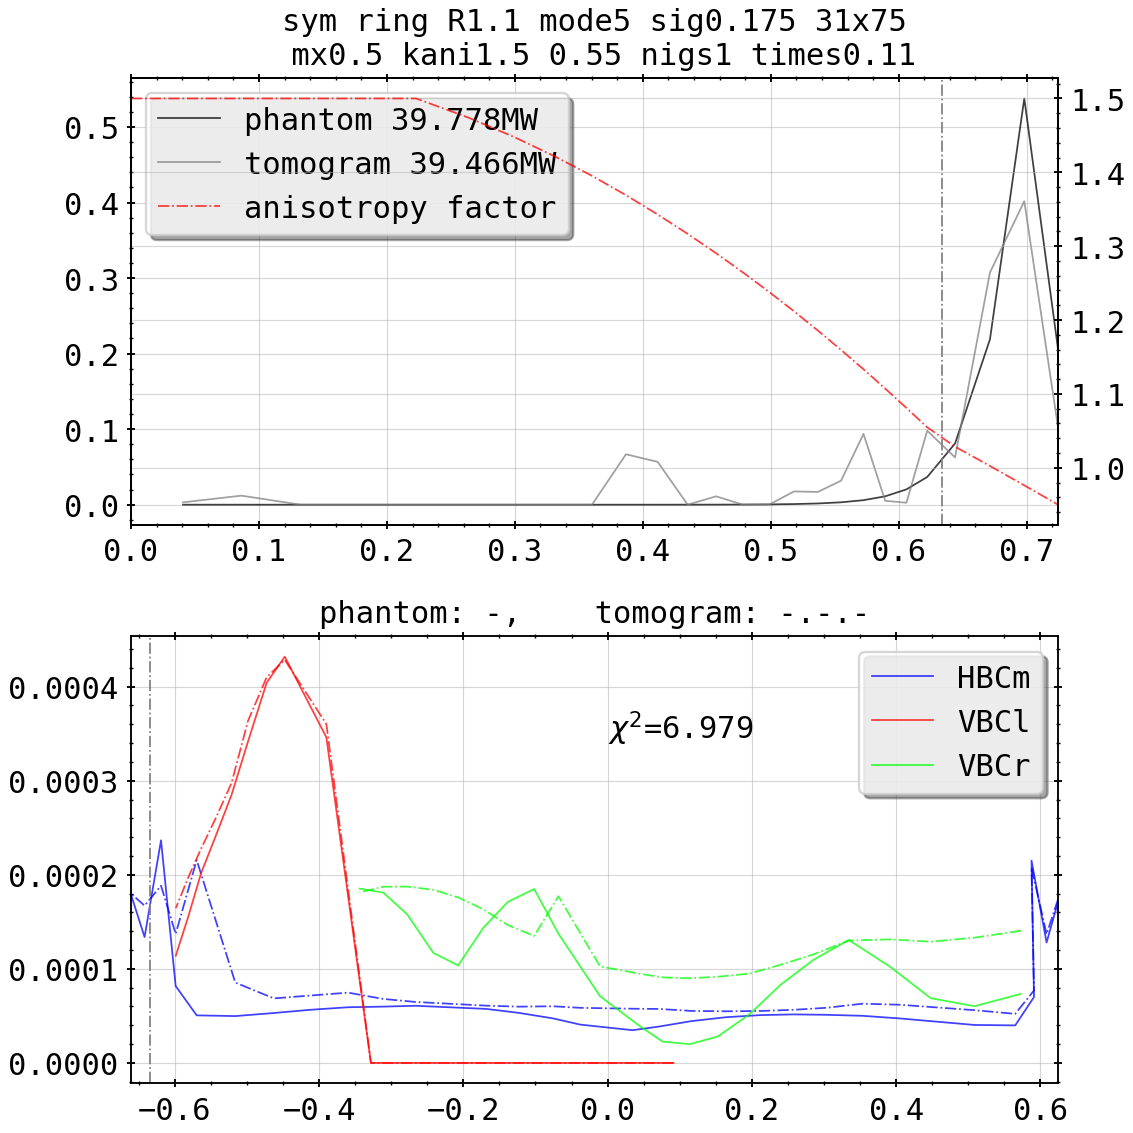 sym ring R1.1 mode5 sig0.175 31x75
mx0.5 kani1.5 0.55 nigs1 times0.11
phantom 39.778MW
tomogram 39.466MW
anisotropy factor
0.5
0.4
0.3
0.2
0.1
0.0
1.5
1.4
1.3
1.2
1.1
1.0
0.0 0.1 0.2 0.3 0.4 0.5 0.6 0.7
phantom: -, tomogram: -.-.-
HBCm
VBCl
VBCr
χ²=6.979
0.0004
0.0003
0.0002
0.0001
0.0000
−0.6 −0.4 −0.2 0.0 0.2 0.4 0.6